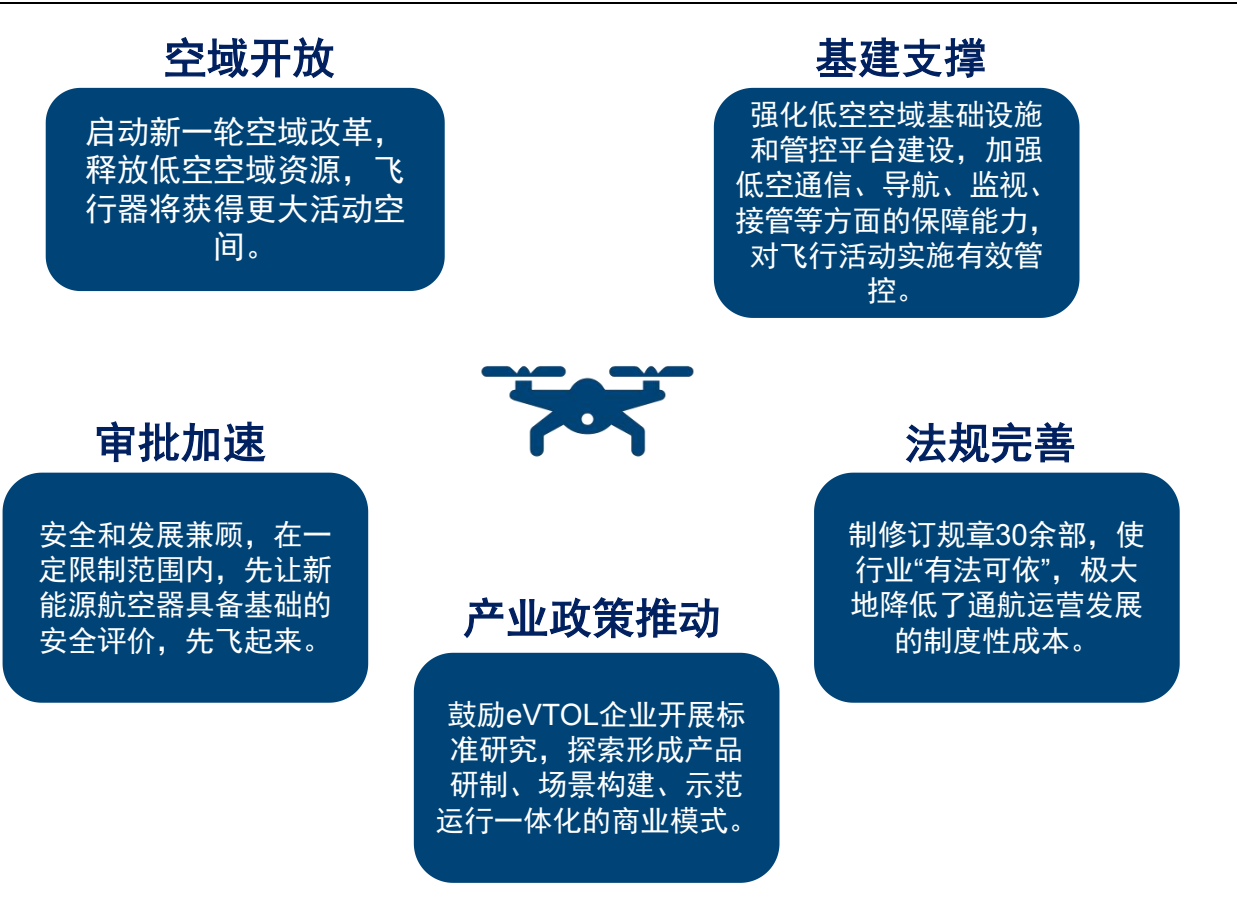 空域开放
启动新一轮空域改革，
释放低空空域资源，飞
行器将获得更大活动空
间。
基建支撑
强化低空空域基础设施
和管控平台建设，加强
低空通信、导航、监视、
接管等方面的保障能力，
对飞行活动实施有效管
控。
审批加速
安全和发展兼顾，在一
定限制范围内，先让新
能源航空器具备基础的
安全评价，先飞起来。
法规完善
制修订规章30余部，使
行业“有法可依”，极大
地降低了通航运营发展
的制度性成本。
产业政策推动
鼓励eVTOL企业开展标
准研究，探索形成产品
研制、场景构建、示范
运行一体化的商业模式。